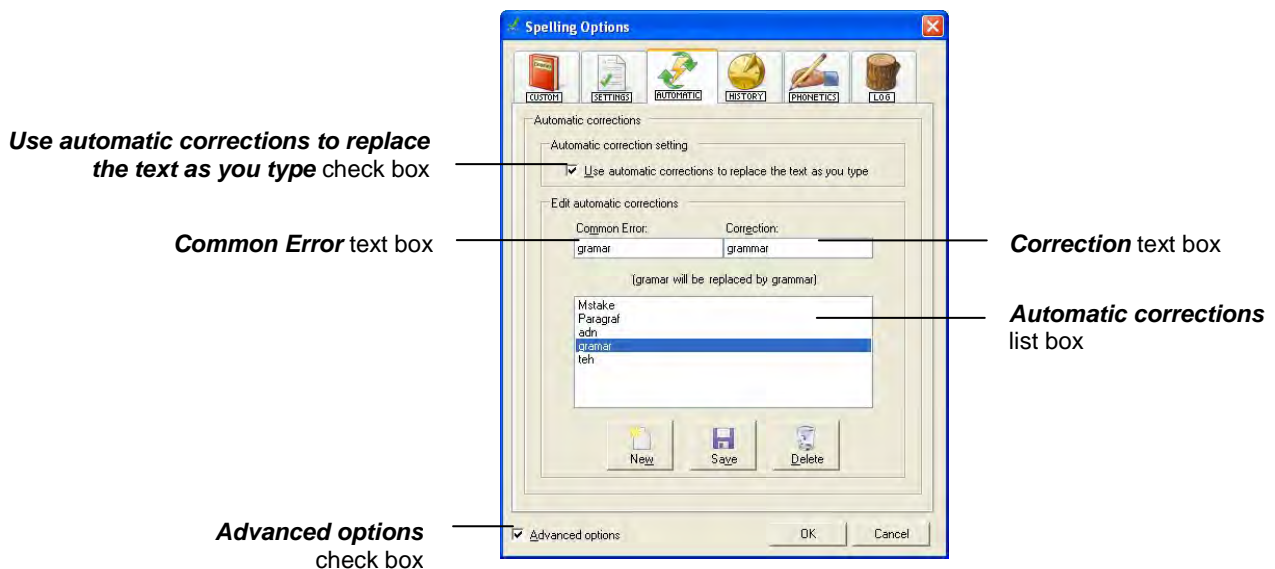 Spelling Options
CUSTOM SETTINGS AUTOMATIC HISTORY PHONETICS LOG
Automatic corrections
Automatic correction setting
Use automatic corrections to replace the text as you type
Use automatic corrections to replace
the text as you type check box
Edit automatic corrections
Common Error: Correction:
gramar grammar
Common Error text box
Correction text box
(gramar will be replaced by grammar)
Mstake
Paragraf
adn
gramar
teh
Automatic corrections
list box
New Save Delete
Advanced options
check box
Advanced options OK Cancel